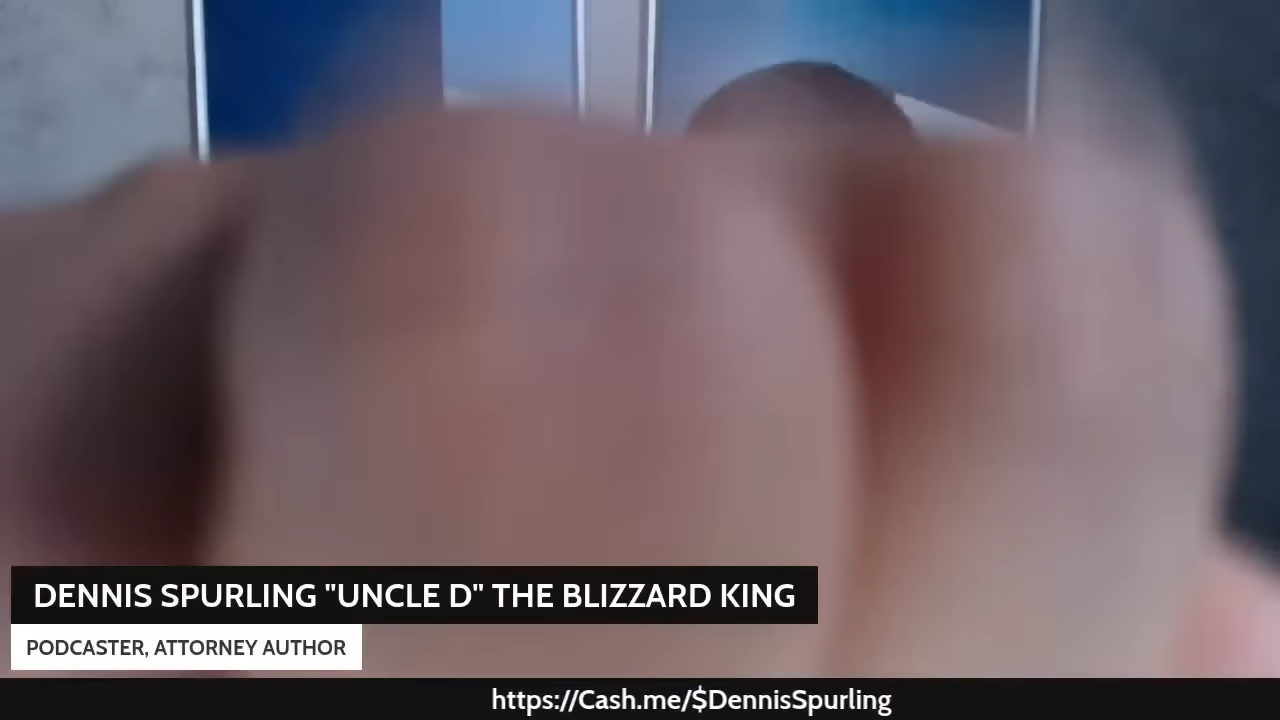 DENNIS SPURLING "UNCLE D" THE BLIZZARD KING
PODCASTER, ATTORNEY AUTHOR
https://Cash.me/$DennisSpurling